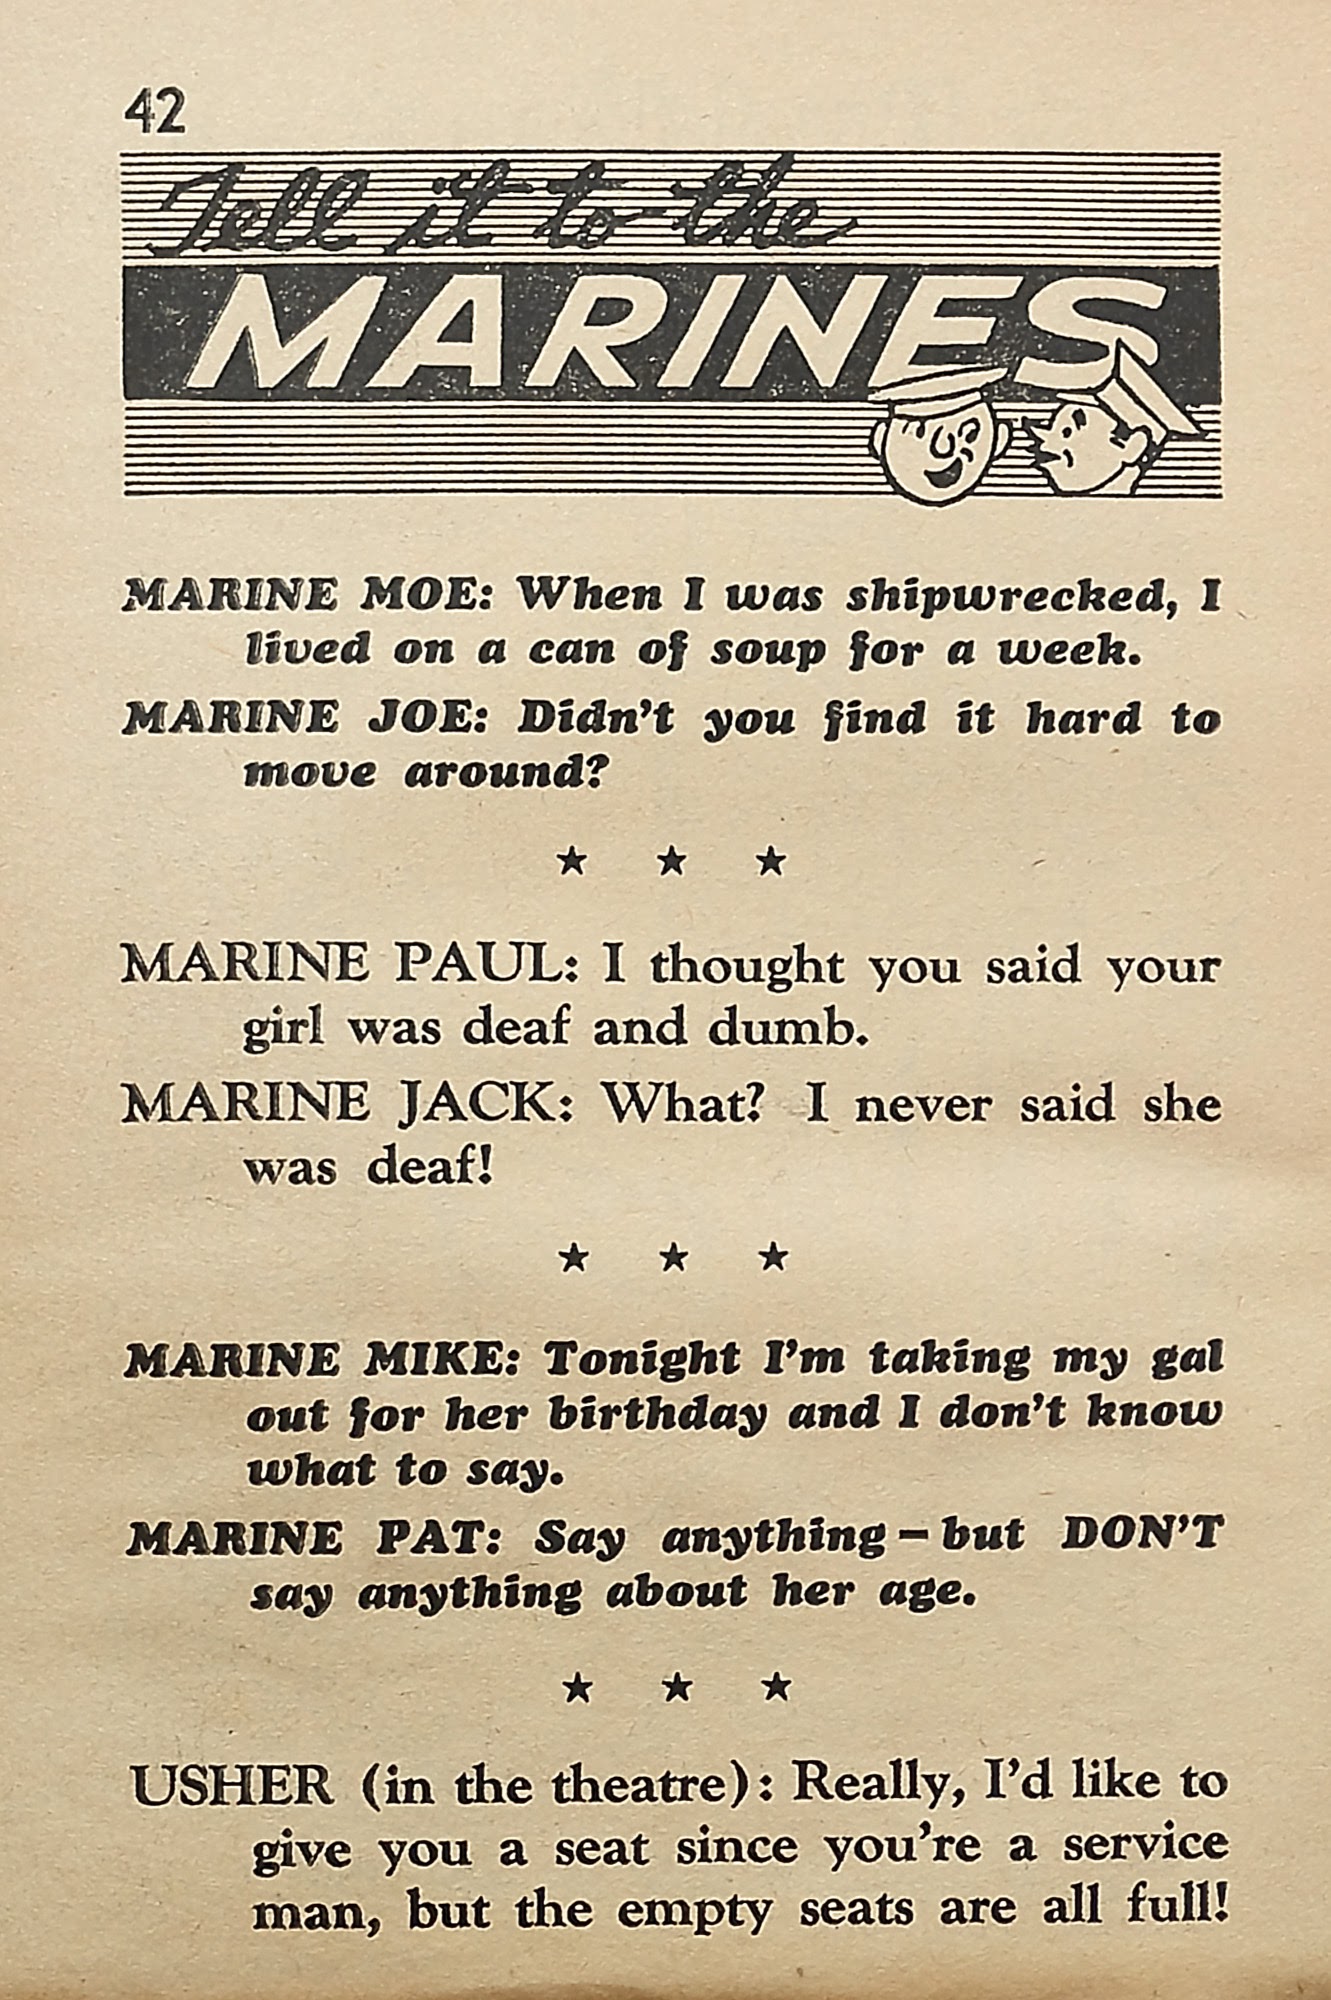 42
Tell it to the
MARINES
MARINE MOE: When I was shipwrecked, I
lived on a can of soup for a week.
MARINE JOE: Didn't you find it hard to
move around?
★ ★ ★
MARINE PAUL: I thought you said your
girl was deaf and dumb.
MARINE JACK: What? I never said she
was deaf!
★ ★ ★
MARINE MIKE: Tonight I'm taking my gal
out for her birthday and I don't know
what to say.
MARINE PAT: Say anything – but DON'T
say anything about her age.
★ ★ ★
USHER (in the theatre): Really, I'd like to
give you a seat since you're a service
man, but the empty seats are all full!